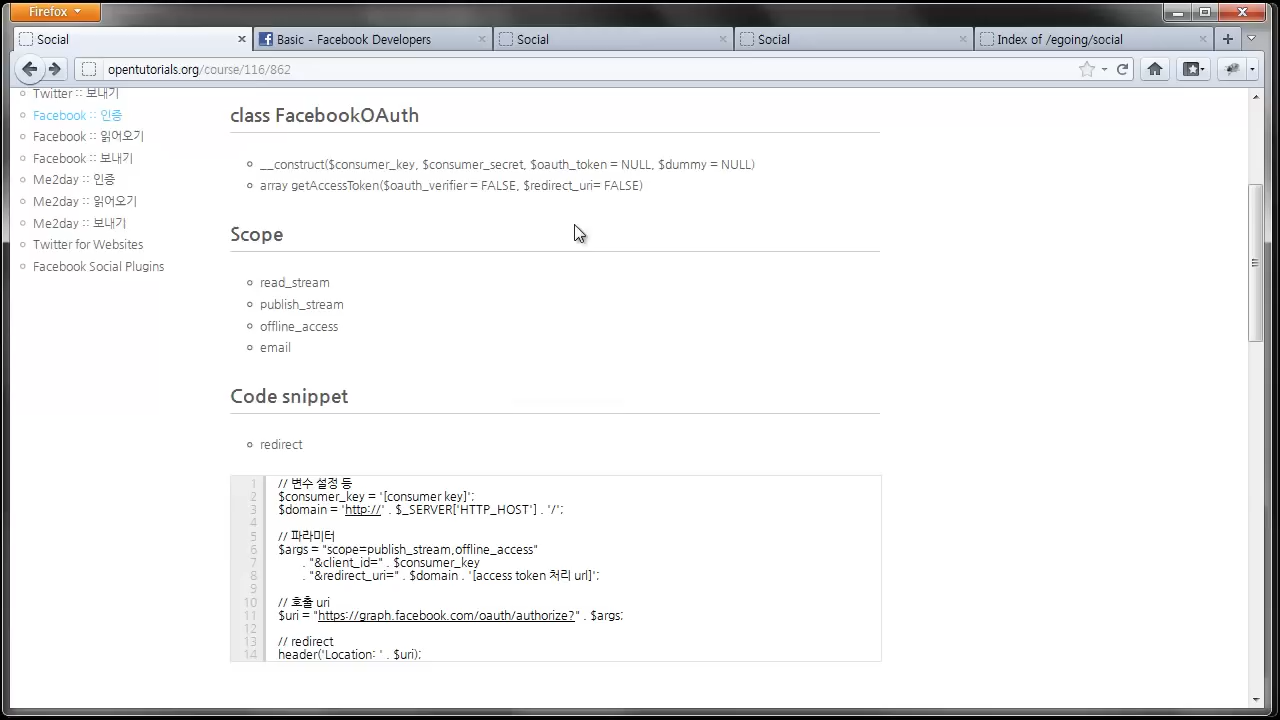 Firefox
Social
Basic - Facebook Developers
Social
Social
Index of /egoing/social
opentutorials.org/course/116/862
Twitter :: 보내기
Facebook :: 인증
Facebook :: 읽어오기
Facebook :: 보내기
Me2day :: 인증
Me2day :: 읽어오기
Me2day :: 보내기
Twitter for Websites
Facebook Social Plugins
class FacebookOAuth
__construct($consumer_key, $consumer_secret, $oauth_token = NULL, $dummy = NULL)
array getAccessToken($oauth_verifier = FALSE, $redirect_uri= FALSE)
Scope
read_stream
publish_stream
offline_access
email
Code snippet
redirect
1 // 변수 설정 등
2 $consumer_key = '[consumer key]';
3 $domain = 'http://' . $_SERVER['HTTP_HOST'] . '/';
4
5 // 파라미터
6 $args = "scope=publish_stream,offline_access"
7 . "&client_id=" . $consumer_key
8 . "&redirect_uri=" . $domain . '[access token 처리 url]';
9
10 // 호출 uri
11 $uri = "https://graph.facebook.com/oauth/authorize?" . $args;
12
13 // redirect
14 header('Location: ' . $uri);